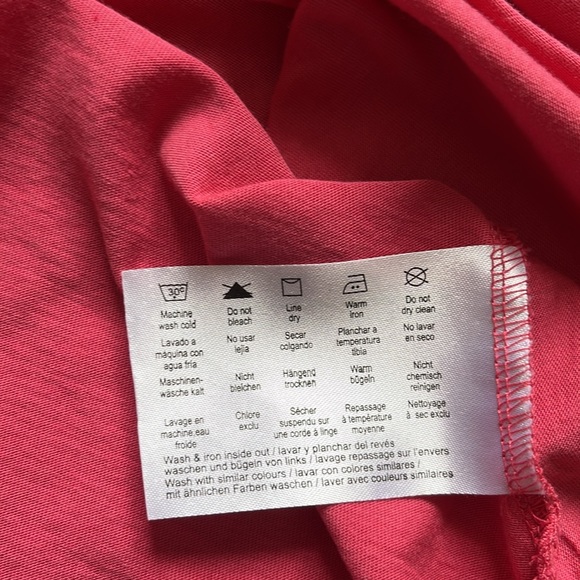 30°
Machine wash cold
Do not bleach
Line dry
Warm iron
Do not dry clean
Lavado a máquina con agua fria
No usar lejia
Secar colgando
Planchar a temperatura tibia
No lavar en seco
Maschinen-wäsche kalt
Nicht bleichen
Hängend trocknen
Warm bügeln
Nicht chemisch reinigen
Lavage en machine,eau froide
Chlore exclu
Sécher suspendu sur une corde à linge
Repassage à température moyenne
Nettoyage à sec exclu
Wash & iron inside out / lavar y planchar del revés
waschen und bügeln von links / lavage repassage sur l'envers
Wash with similar colours / lavar con colores similares /
mit ähnlichen Farben waschen / laver avec couleurs similaires